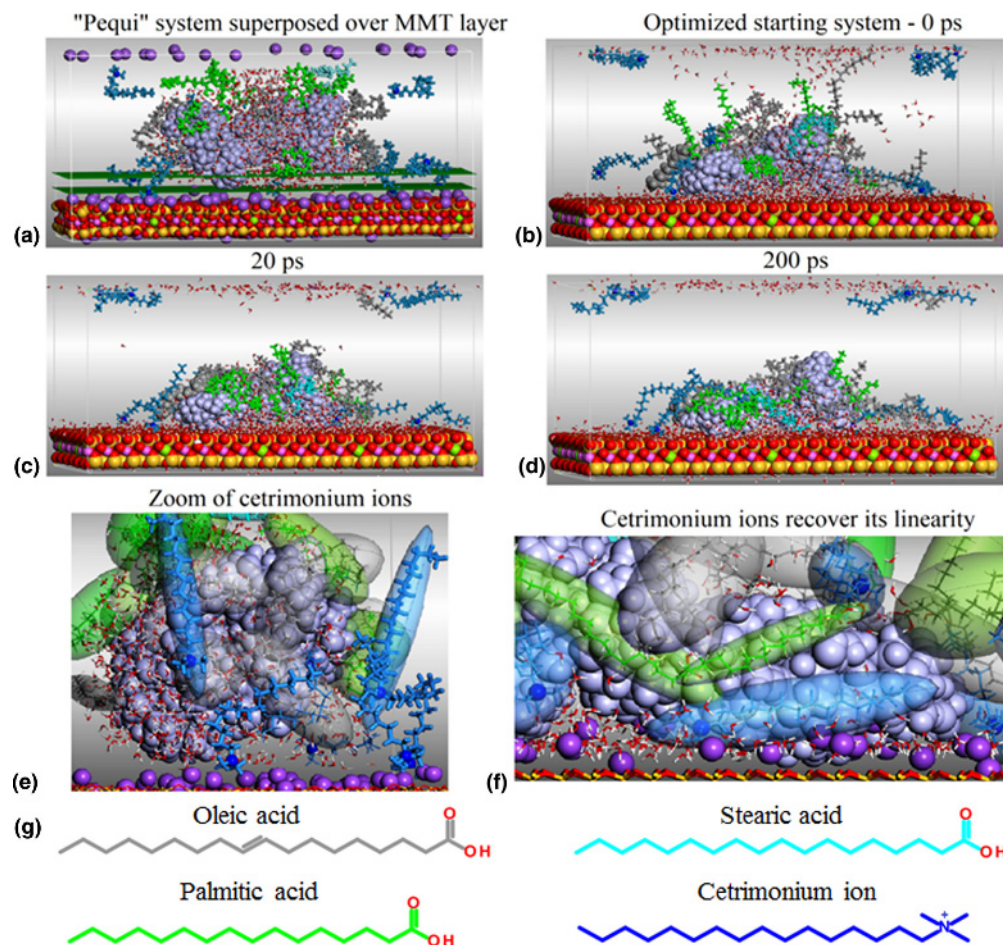 "Pequi" system superposed over MMT layer
Optimized starting system - 0 ps
(a)
(b)
20 ps
200 ps
(c)
(d)
Zoom of cetrimonium ions
Cetrimonium ions recover its linearity
(e)
(f)
(g)
Oleic acid
Stearic acid
O
OH
O
OH
Palmitic acid
Cetrimonium ion
O
OH
N+